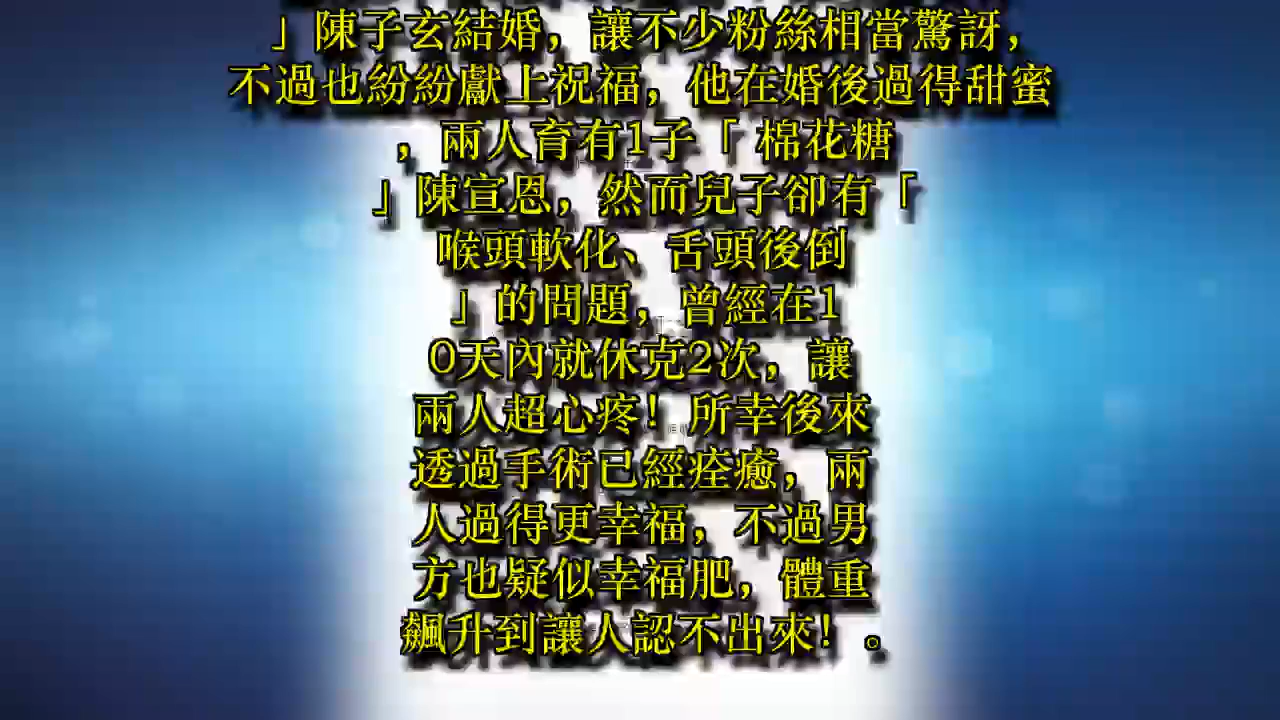 」陳子玄結婚，讓不少粉絲相當驚訝，
不過也紛紛獻上祝福，他在婚後過得甜蜜
，兩人育有1子「 棉花糖
」陳宣恩，然而兒子卻有「
喉頭軟化、舌頭後倒
」的問題，曾經在1
0天內就休克2次，讓
兩人超心疼！所幸後來
透過手術已經痊癒，兩
人過得更幸福，不過男
方也疑似幸福肥，體重
飆升到讓人認不出來！。